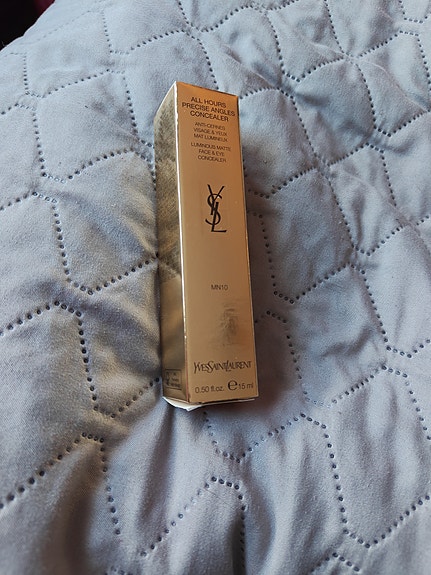 ALL HOURS
PRECISE ANGLES
CONCEALER
ANTI-CERNES
VISAGE & YEUX
MAT LUMINEUX
LUMINOUS MATTE
FACE & EYE
CONCEALER
YSL
MN10
YVESSAINTLAURENT
0.50 fl.oz. ℮ 15 ml